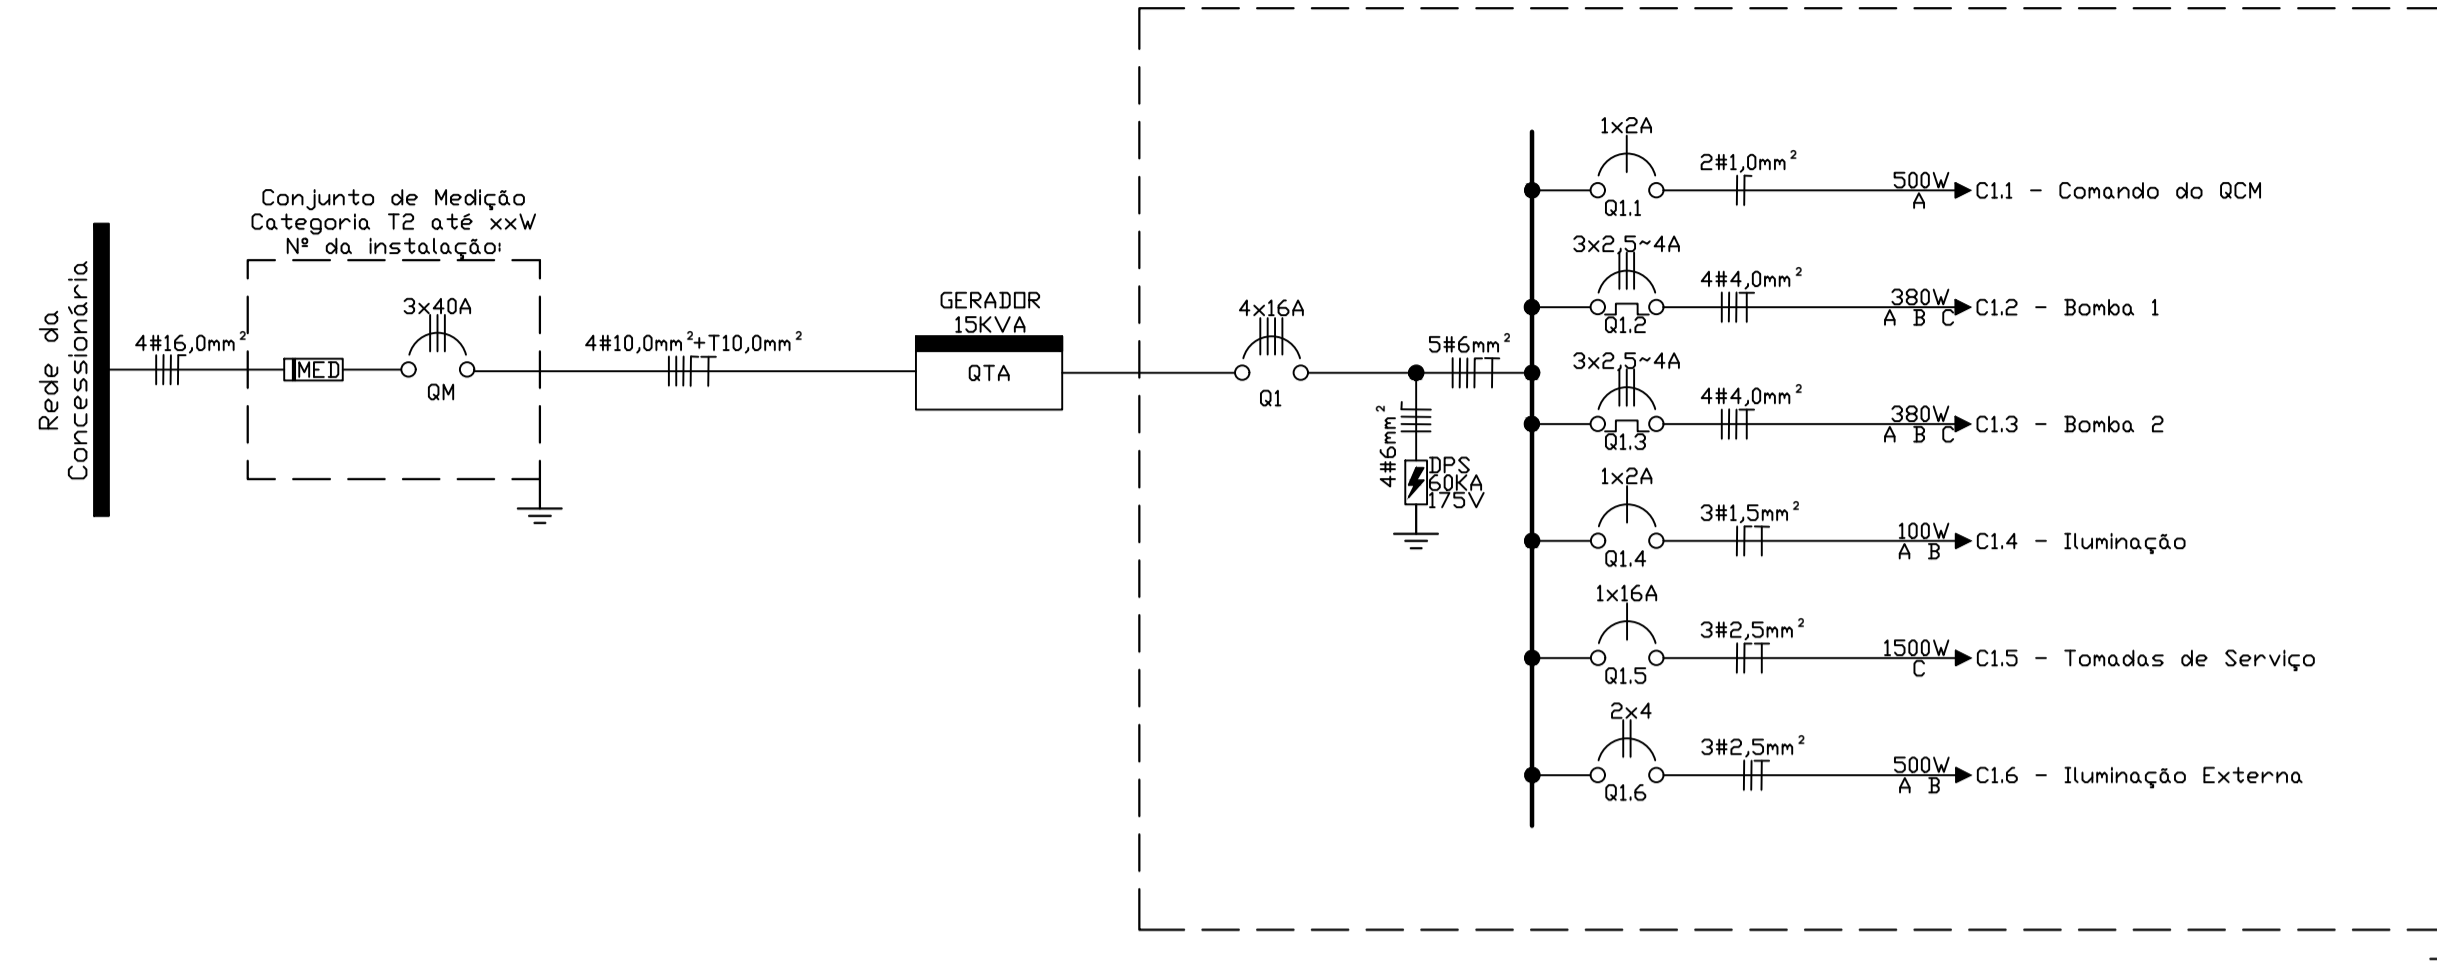 Rede da
Concessionária
4#16,0mm²
Conjunto de Medição
Categoria T2 até xxW
Nº da instalação:
MED
3x40A
QM
4#10,0mm²+T10,0mm²
GERADOR
15KVA
QTA
4x16A
Q1
5#6mm²
4#6mm²
DPS
60KA
175V
1x2A
Q1.1
2#1,0mm²
500W
A
C1.1 - Comando do QCM
3x2,5~4A
Q1.2
4#4,0mm²
380W
A B C
C1.2 - Bomba 1
3x2,5~4A
Q1.3
4#4,0mm²
380W
A B C
C1.3 - Bomba 2
1x2A
Q1.4
3#1,5mm²
100W
A B
C1.4 - Iluminação
1x16A
Q1.5
3#2,5mm²
1500W
C
C1.5 - Tomadas de Serviço
2x4
Q1.6
3#2,5mm²
500W
A B
C1.6 - Iluminação Externa